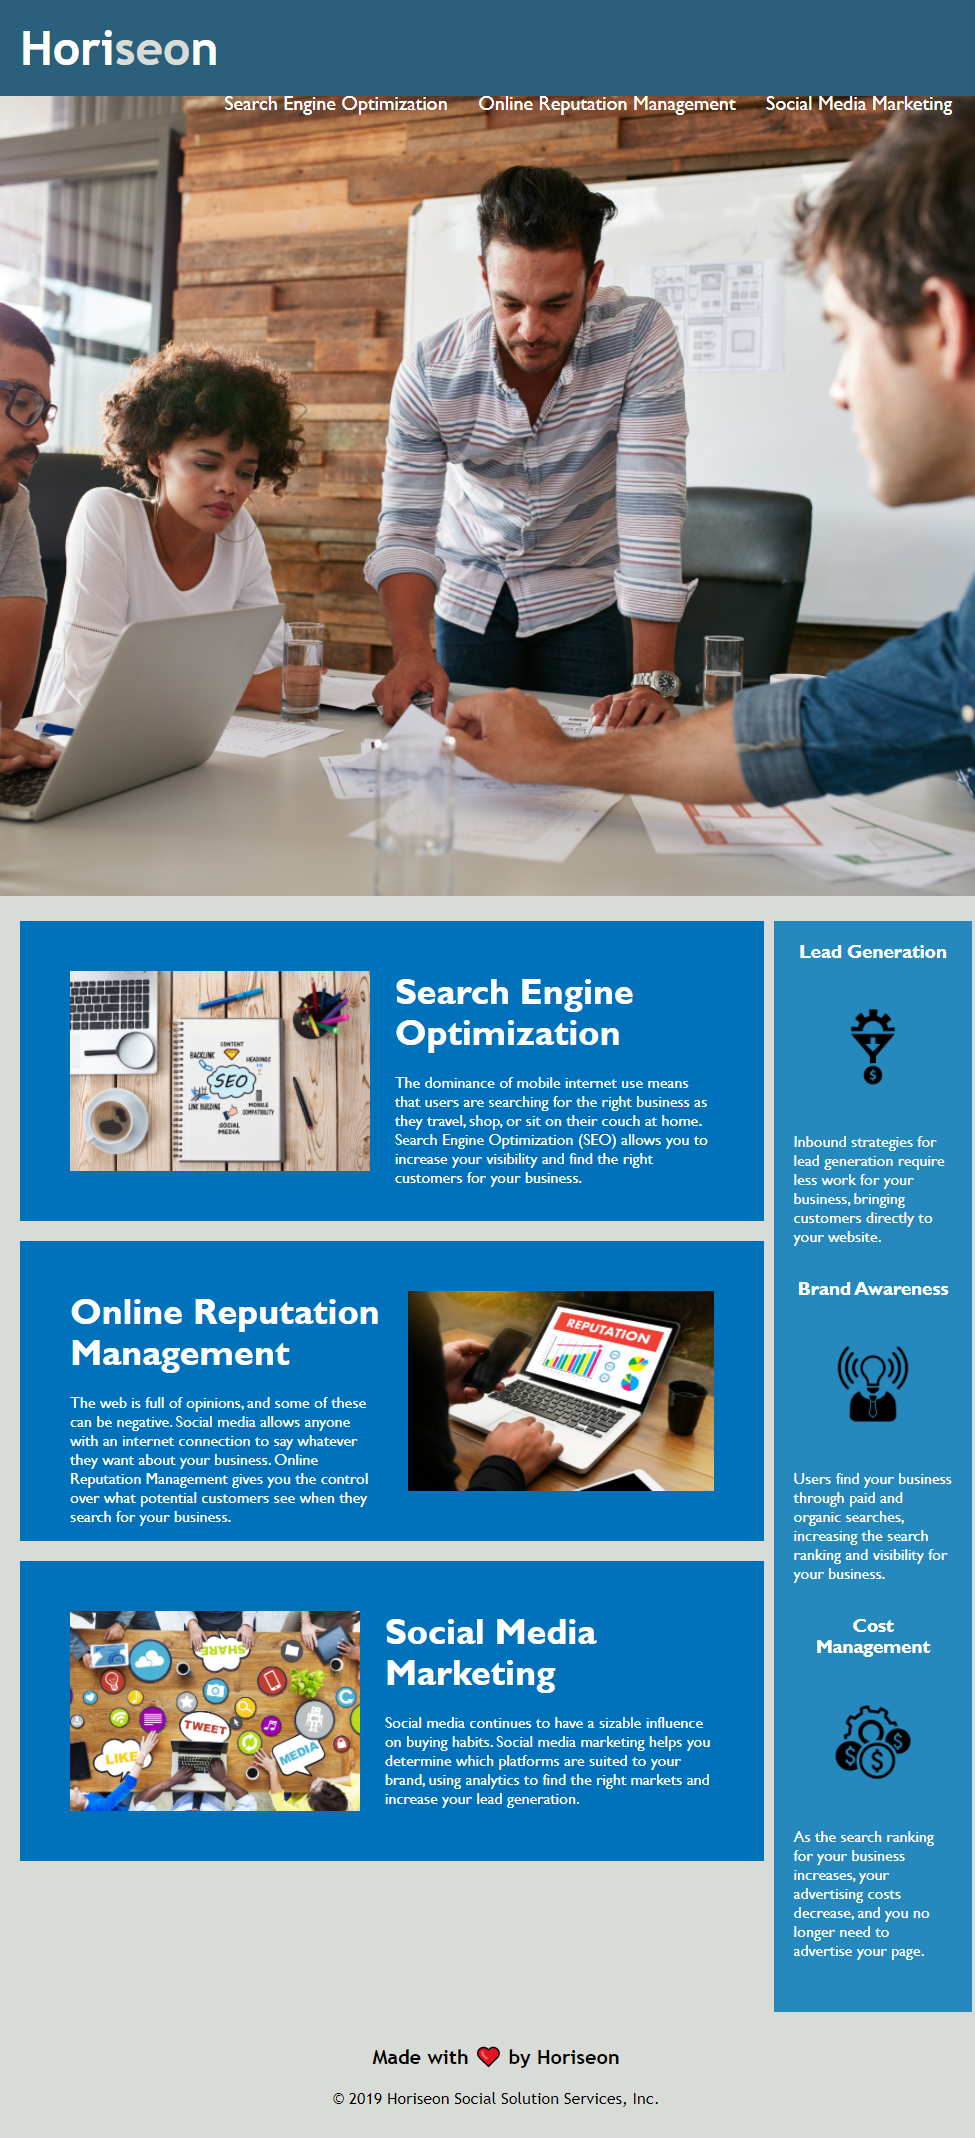 Horiseon
Search Engine Optimization
Online Reputation Management
Social Media Marketing
CONTENT
BACKLINK
HEADINGS
SEO
LINK BUILDING
MOBILE
COMPATIBILITY
SOCIAL
MEDIA
Search Engine
Optimization
The dominance of mobile internet use means
that users are searching for the right business as
they travel, shop, or sit on their couch at home.
Search Engine Optimization (SEO) allows you to
increase your visibility and find the right
customers for your business.
Online Reputation
Management
The web is full of opinions, and some of these
can be negative. Social media allows anyone
with an internet connection to say whatever
they want about your business. Online
Reputation Management gives you the control
over what potential customers see when they
search for your business.
REPUTATION
SHARE
TWEET
LIKE
MEDIA
Social Media
Marketing
Social media continues to have a sizable influence
on buying habits. Social media marketing helps you
determine which platforms are suited to your
brand, using analytics to find the right markets and
increase your lead generation.
Lead Generation
$
Inbound strategies for
lead generation require
less work for your
business, bringing
customers directly to
your website.
Brand Awareness
Users find your business
through paid and
organic searches,
increasing the search
ranking and visibility for
your business.
Cost
Management
$ $ $
As the search ranking
for your business
increases, your
advertising costs
decrease, and you no
longer need to
advertise your page.
Made with ❤️ by Horiseon
© 2019 Horiseon Social Solution Services, Inc.